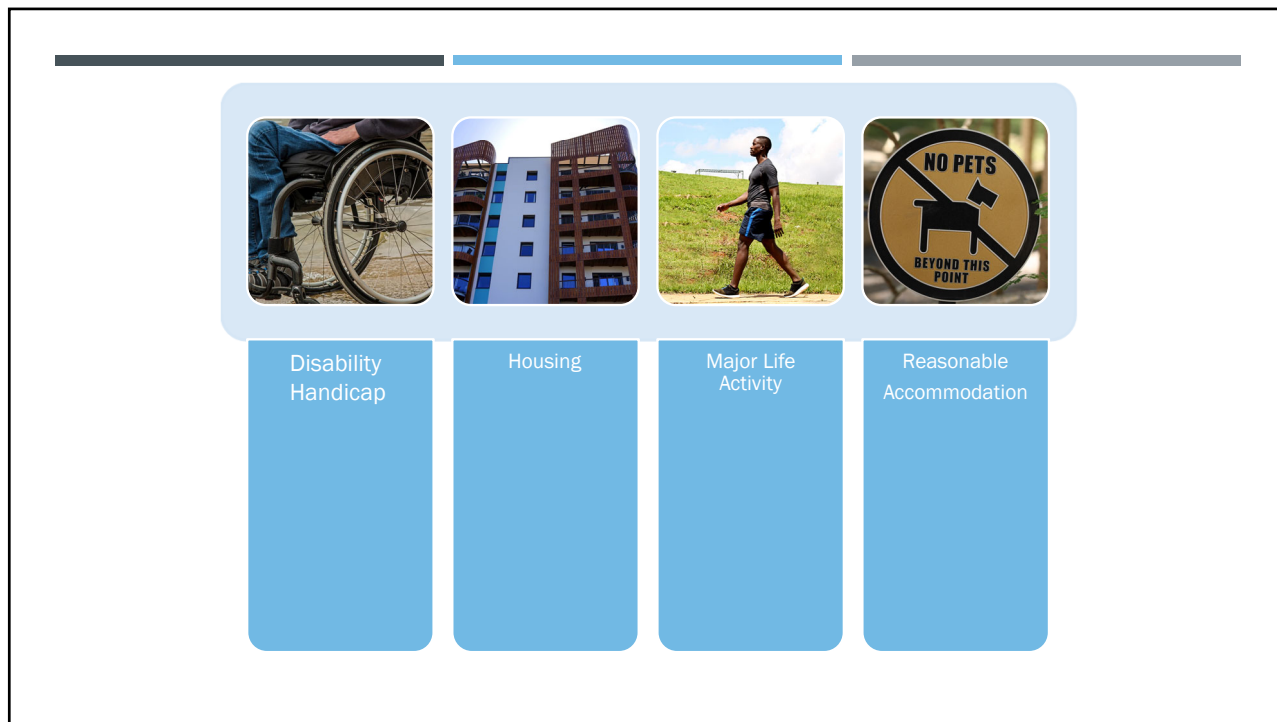 NO PETS
BEYOND THIS
POINT
Disability
Handicap
Housing
Major Life
Activity
Reasonable
Accommodation